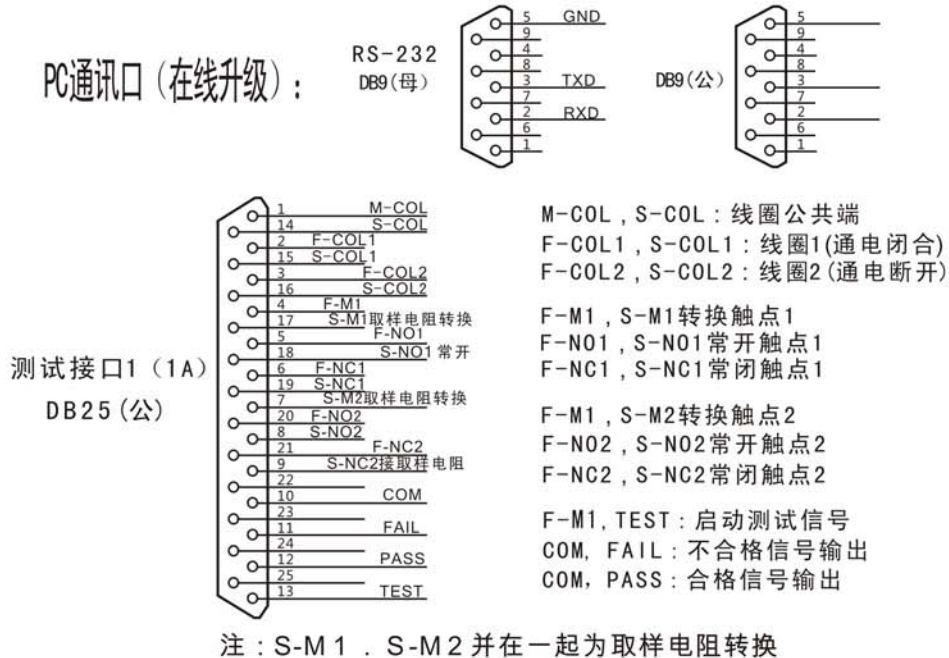 PC通讯口（在线升级）：
RS-232
DB9(母)
5 GND
9
4
8
3 TXD
7
2 RXD
6
1
DB9(公)
5
9
4
8
3
7
2
6
1
测试接口1（1A）
DB25(公)
1 M-COL
14 S-COL
2 F-COL1
15 S-COL1
3 F-COL2
16 S-COL2
4 F-M1
17 S-M1取样电阻转换
5 F-NO1
18 S-NO1常开
6 F-NC1
19 S-NC1
7 S-M2取样电阻转换
20 F-NO2
8 S-NO2
21 F-NC2
9 S-NC2接取样电阻
22
10 COM
23
11 FAIL
24
12 PASS
25
13 TEST
M-COL，S-COL：线圈公共端
F-COL1，S-COL1：线圈1(通电闭合)
F-COL2，S-COL2：线圈2(通电断开)
F-M1，S-M1转换触点1
F-NO1，S-NO1常开触点1
F-NC1，S-NC1常闭触点1
F-M1，S-M2转换触点2
F-NO2，S-NO2常开触点2
F-NC2，S-NC2常闭触点2
F-M1,TEST：启动测试信号
COM, FAIL：不合格信号输出
COM, PASS：合格信号输出
注：S-M1．S-M2并在一起为取样电阻转换